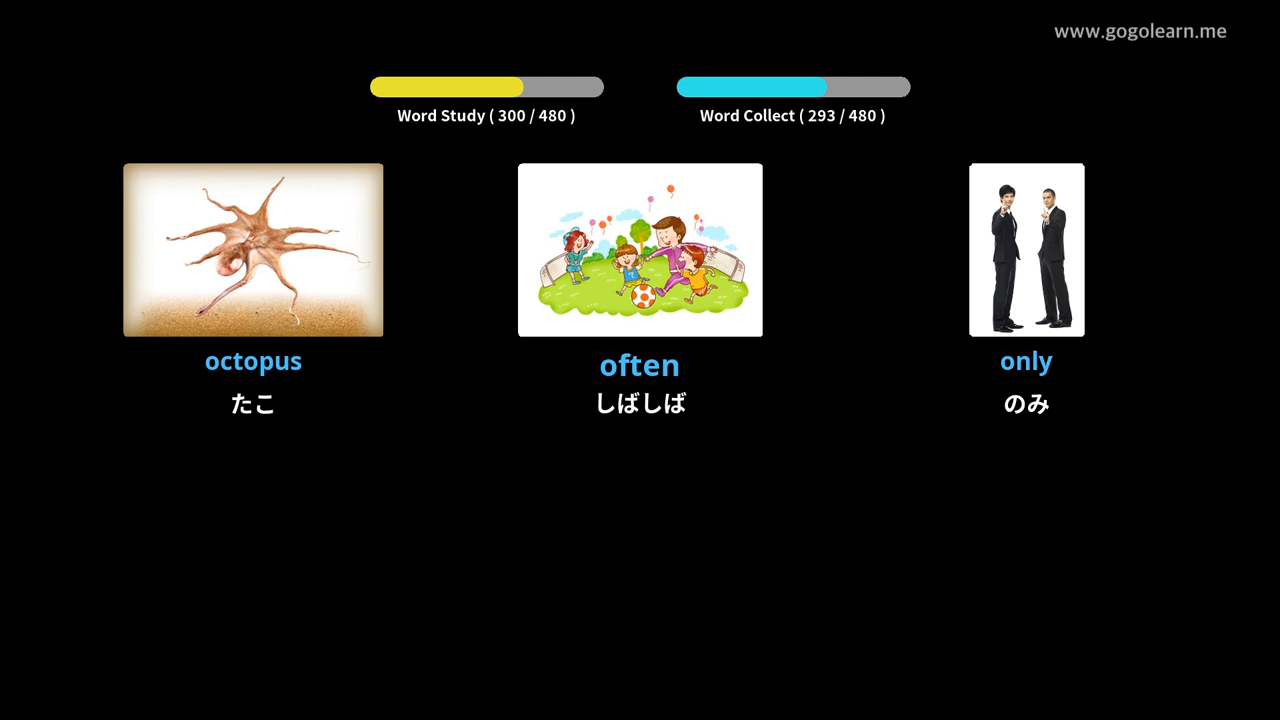 www.gogolearn.me
Word Study ( 300 / 480 )
Word Collect ( 293 / 480 )
octopus
often
only
たこ
しばしば
のみ